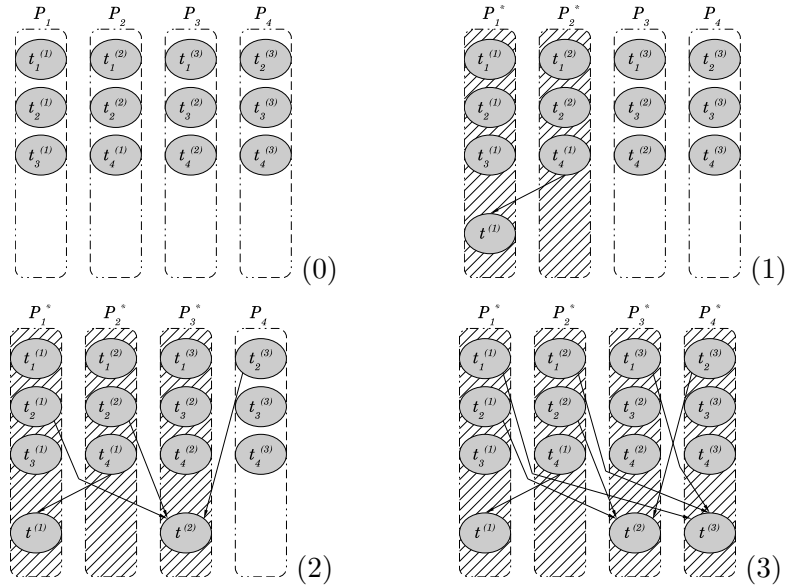 P₁ P₂ P₃ P₄
t₁⁽¹⁾ t₁⁽²⁾ t₁⁽³⁾ t₂⁽³⁾
t₂⁽¹⁾ t₂⁽²⁾ t₃⁽²⁾ t₃⁽³⁾
t₃⁽¹⁾ t₄⁽¹⁾ t₄⁽²⁾ t₄⁽³⁾
(0)
P₁* P₂* P₃ P₄
t₁⁽¹⁾ t₁⁽²⁾ t₁⁽³⁾ t₂⁽³⁾
t₂⁽¹⁾ t₂⁽²⁾ t₃⁽²⁾ t₃⁽³⁾
t₃⁽¹⁾ t₄⁽¹⁾ t₄⁽²⁾ t₄⁽³⁾
t⁽¹⁾
(1)
P₁* P₂* P₃* P₄
t₁⁽¹⁾ t₁⁽²⁾ t₁⁽³⁾ t₂⁽³⁾
t₂⁽¹⁾ t₂⁽²⁾ t₃⁽²⁾ t₃⁽³⁾
t₃⁽¹⁾ t₄⁽¹⁾ t₄⁽²⁾ t₄⁽³⁾
t⁽¹⁾ t⁽²⁾
(2)
P₁* P₂* P₃* P₄*
t₁⁽¹⁾ t₁⁽²⁾ t₁⁽³⁾ t₂⁽³⁾
t₂⁽¹⁾ t₂⁽²⁾ t₃⁽²⁾ t₃⁽³⁾
t₃⁽¹⁾ t₄⁽¹⁾ t₄⁽²⁾ t₄⁽³⁾
t⁽¹⁾ t⁽²⁾ t⁽³⁾
(3)